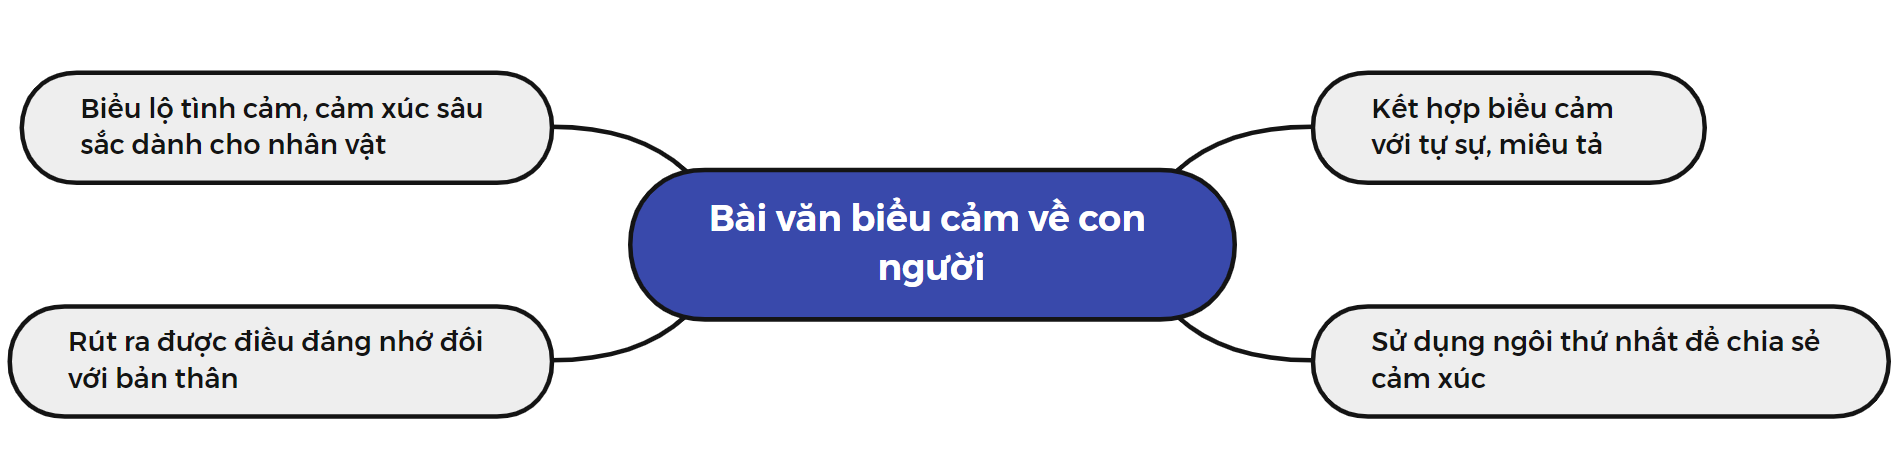 Biểu lộ tình cảm, cảm xúc sâu
sắc dành cho nhân vật
Kết hợp biểu cảm
với tự sự, miêu tả
Bài văn biểu cảm về con
người
Rút ra được điều đáng nhớ đối
với bản thân
Sử dụng ngôi thứ nhất để chia sẻ
cảm xúc